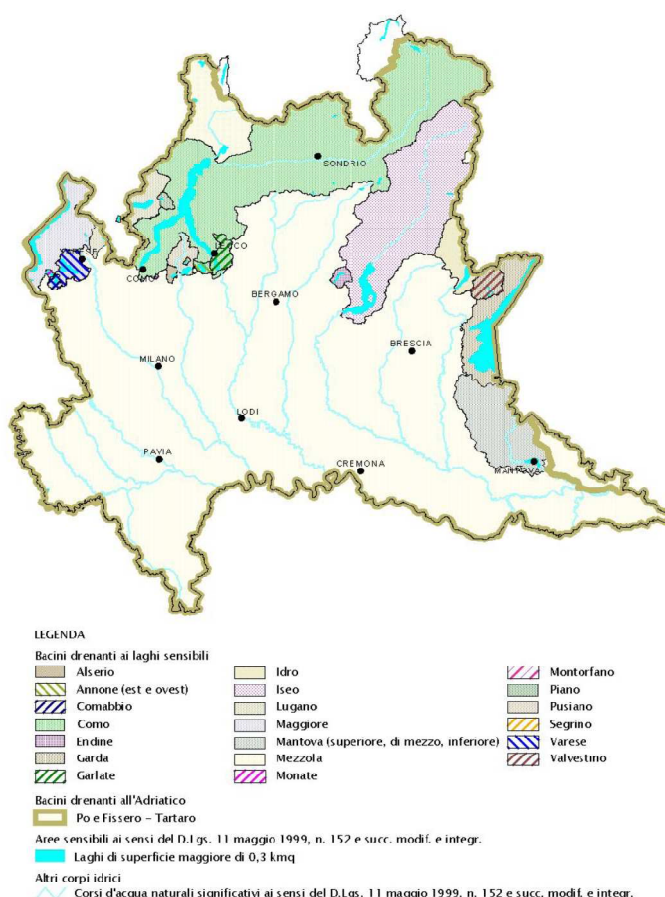 SONDRIO
LECCO
COMO
BERGAMO
BRESCIA
MILANO
LODI
PAVIA
CREMONA
MANTOVA
LEGENDA
Bacini drenanti ai laghi sensibili
Alserio
Annone (est e ovest)
Comabbio
Como
Endine
Garda
Garlate
Idro
Iseo
Lugano
Maggiore
Mantova (superiore, di mezzo, inferiore)
Mezzola
Monate
Montorfano
Piano
Pusiano
Segrino
Varese
Valvestino
Bacini drenanti all'Adriatico
Po e Fissero – Tartaro
Aree sensibili ai sensi del D.Lgs. 11 maggio 1999, n. 152 e succ. modif. e integr.
Laghi di superficie maggiore di 0,3 kmq
Altri corpi idrici
Corsi d'acqua naturali significativi ai sensi del D.Lgs. 11 maggio 1999, n. 152 e succ. modif. e integr.